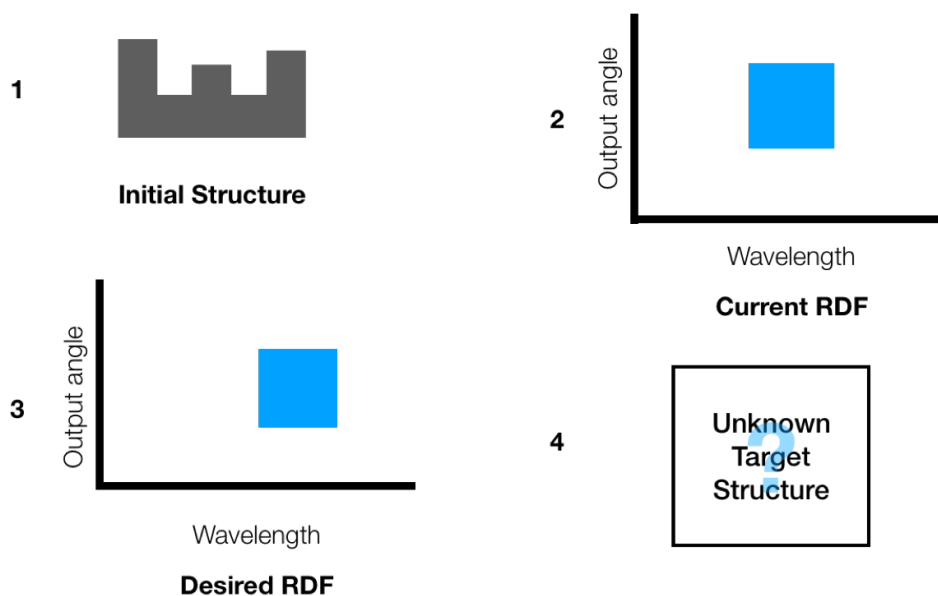 1
Initial Structure
2
Output angle
Wavelength
Current RDF
3
Output angle
Wavelength
Desired RDF
4
Unknown
Target
Structure
?